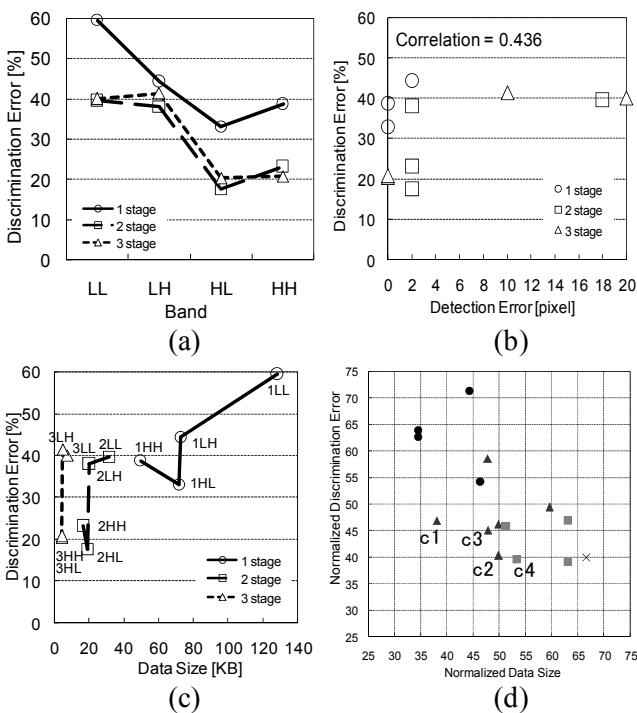 60
50
40
30
20
10
0
Discrimination Error [%]
LL LH HL HH
Band
1 stage
2 stage
3 stage
(a)
Correlation = 0.436
60
50
40
30
20
10
0
Discrimination Error [%]
0 2 4 6 8 10 12 14 16 18 20
Detection Error [pixel]
1 stage
2 stage
3 stage
(b)
60
50
40
30
20
10
0
Discrimination Error [%]
1LL
3LH
3LL
2LL
1HH
1LH
2LH
1HL
2HH
3HH
3HL
2HL
1 stage
2 stage
3 stage
0 20 40 60 80 100 120 140
Data Size [KB]
(c)
75
70
65
60
55
50
45
40
35
30
25
Normalized Discrimination Error
c1
c3
c2
c4
25 30 35 40 45 50 55 60 65 70 75
Normalized Data Size
(d)